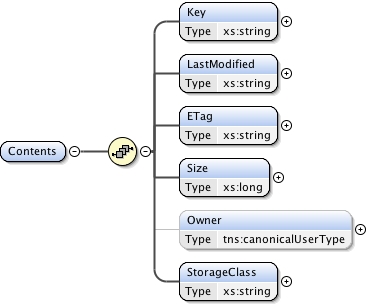 Key
Type xs:string
LastModified
Type xs:string
ETag
Type xs:string
Contents
Size
Type xs:long
Owner
Type tns:canonicalUserType
StorageClass
Type xs:string